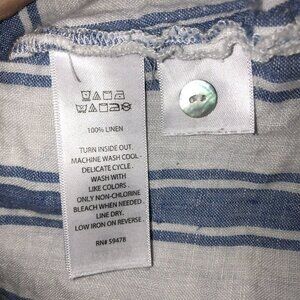 100% LINEN
TURN INSIDE OUT.
MACHINE WASH COOL -
DELICATE CYCLE.
WASH WITH
LIKE COLORS
ONLY NON-CHLORINE
BLEACH WHEN NEEDED.
LINE DRY.
LOW IRON ON REVERSE.
RN# 59478